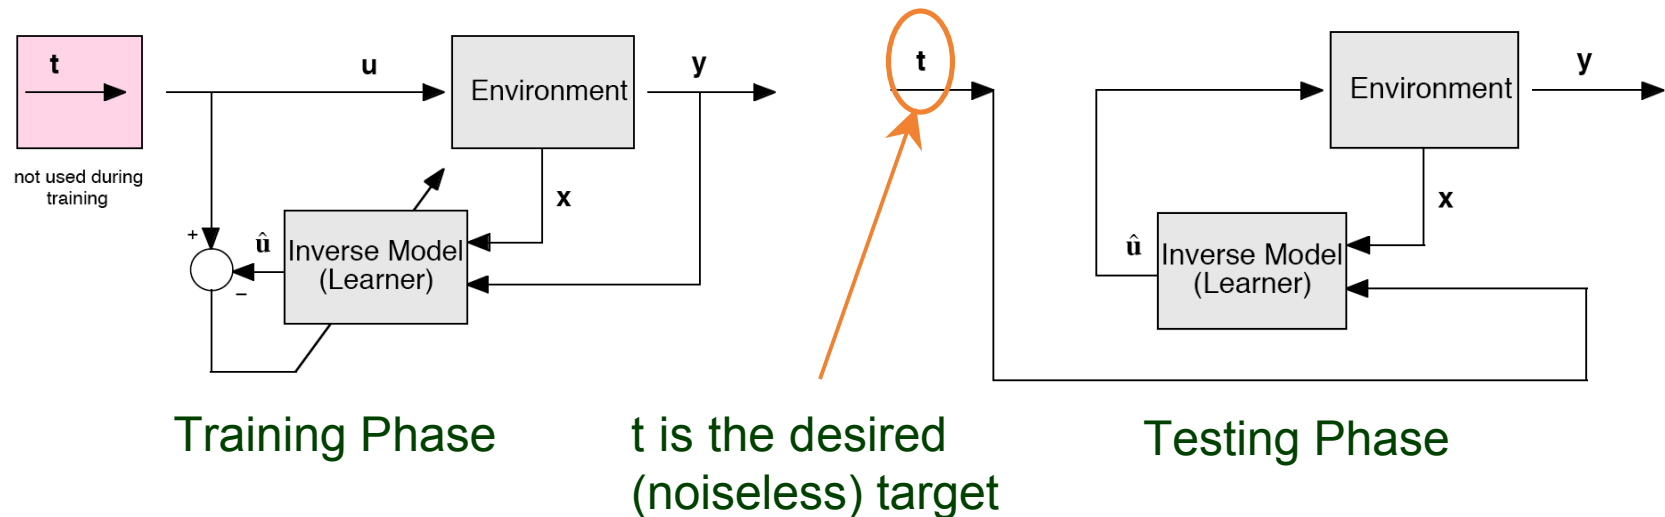 t
not used during
training
u
Environment
y
x
+
û
−
Inverse Model
(Learner)
Training Phase
t
t is the desired
(noiseless) target
Environment
y
x
û
Inverse Model
(Learner)
Testing Phase